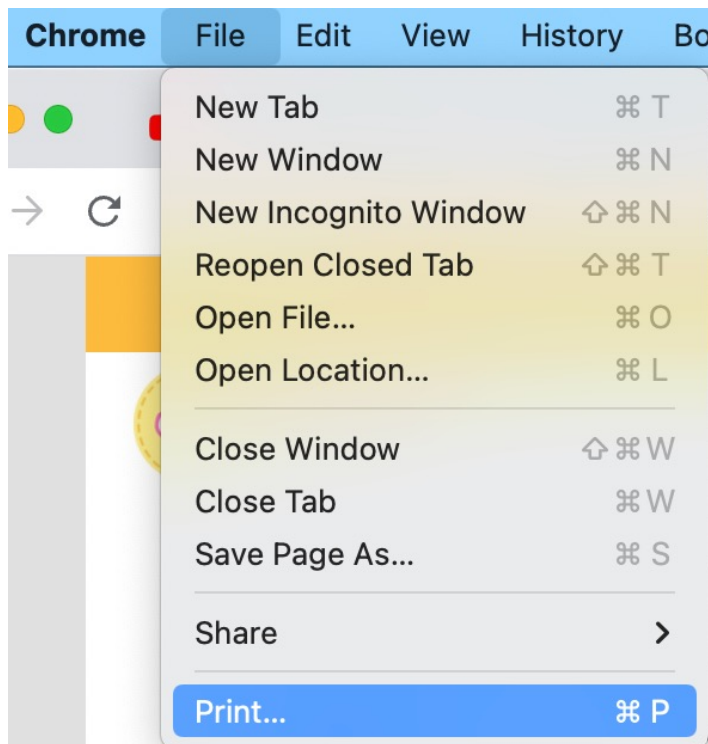 Chrome File Edit View History Bo
New Tab ⌘ T
New Window ⌘ N
New Incognito Window ⇧ ⌘ N
Reopen Closed Tab ⇧ ⌘ T
Open File... ⌘ O
Open Location... ⌘ L
Close Window ⇧ ⌘ W
Close Tab ⌘ W
Save Page As... ⌘ S
Share
Print... ⌘ P